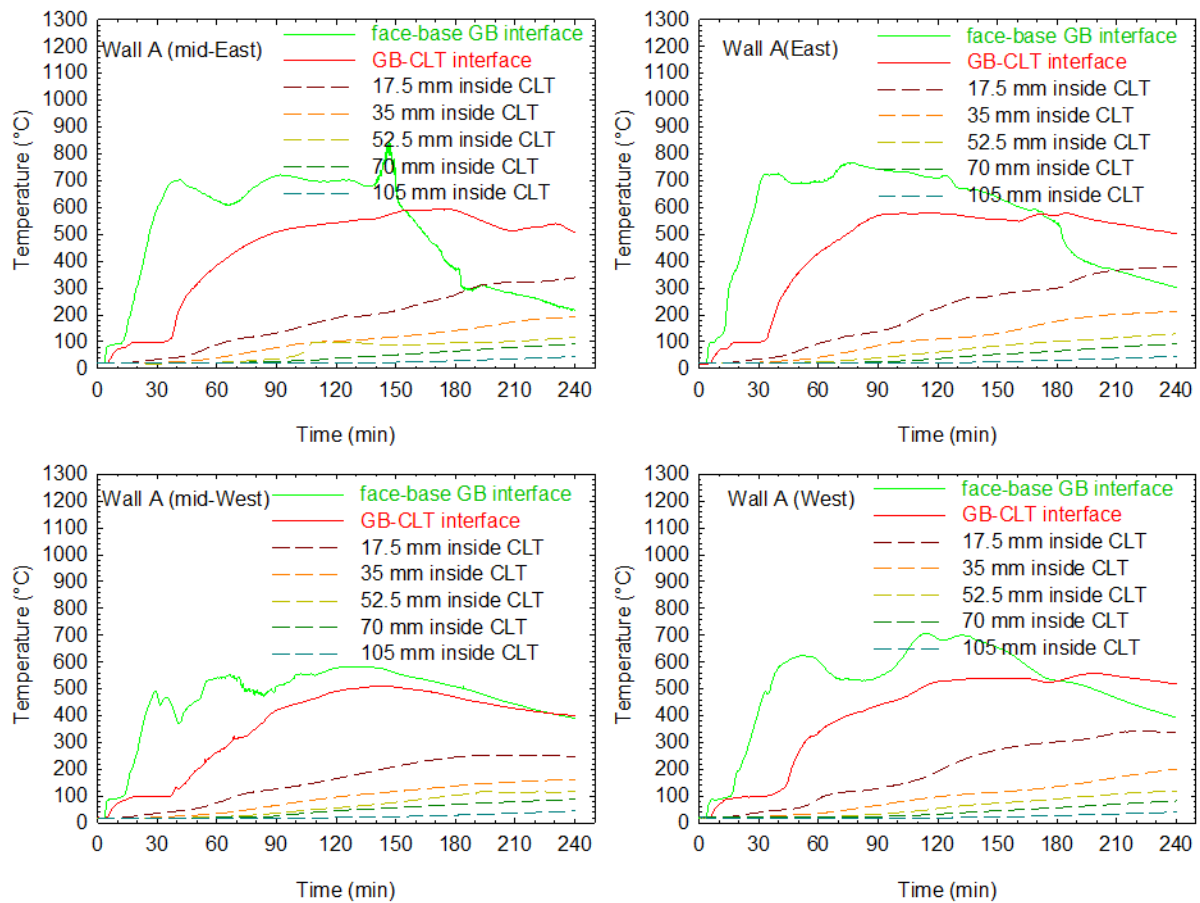 Wall A (mid-East)
face-base GB interface
GB-CLT interface
17.5 mm inside CLT
35 mm inside CLT
52.5 mm inside CLT
70 mm inside CLT
105 mm inside CLT
Temperature (°C)
1300
1200
1100
1000
900
800
700
600
500
400
300
200
100
0
0 30 60 90 120 150 180 210 240
Time (min)
Wall A(East)
face-base GB interface
GB-CLT interface
17.5 mm inside CLT
35 mm inside CLT
52.5 mm inside CLT
70 mm inside CLT
105 mm inside CLT
Temperature (°C)
1300
1200
1100
1000
900
800
700
600
500
400
300
200
100
0
0 30 60 90 120 150 180 210 240
Time (min)
Wall A (mid-West)
face-base GB interface
GB-CLT interface
17.5 mm inside CLT
35 mm inside CLT
52.5 mm inside CLT
70 mm inside CLT
105 mm inside CLT
Temperature (°C)
1300
1200
1100
1000
900
800
700
600
500
400
300
200
100
0
0 30 60 90 120 150 180 210 240
Time (min)
Wall A (West)
face-base GB interface
GB-CLT interface
17.5 mm inside CLT
35 mm inside CLT
52.5 mm inside CLT
70 mm inside CLT
105 mm inside CLT
Temperature (°C)
1300
1200
1100
1000
900
800
700
600
500
400
300
200
100
0
0 30 60 90 120 150 180 210 240
Time (min)